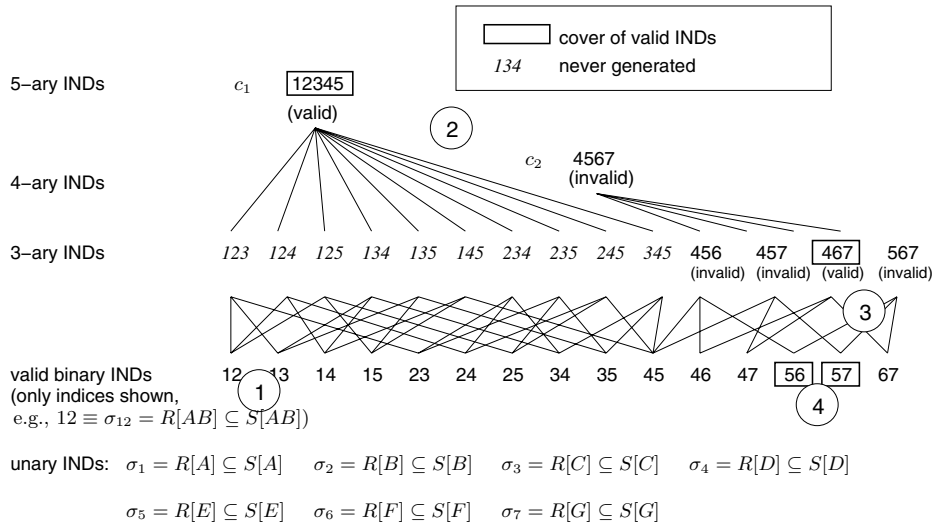 cover of valid INDs
134 never generated
5−ary INDs c1 12345
(valid)
2
c2 4567
4−ary INDs (invalid)
3−ary INDs 123 124 125 134 135 145 234 235 245 345 456 457 467 567
(invalid) (invalid) (valid) (invalid)
3
valid binary INDs 12 13 14 15 23 24 25 34 35 45 46 47 56 57 67
(only indices shown, 1 4
e.g., 12 ≡ σ12 = R[AB] ⊆ S[AB])
unary INDs: σ1 = R[A] ⊆ S[A] σ2 = R[B] ⊆ S[B] σ3 = R[C] ⊆ S[C] σ4 = R[D] ⊆ S[D]
σ5 = R[E] ⊆ S[E] σ6 = R[F] ⊆ S[F] σ7 = R[G] ⊆ S[G]